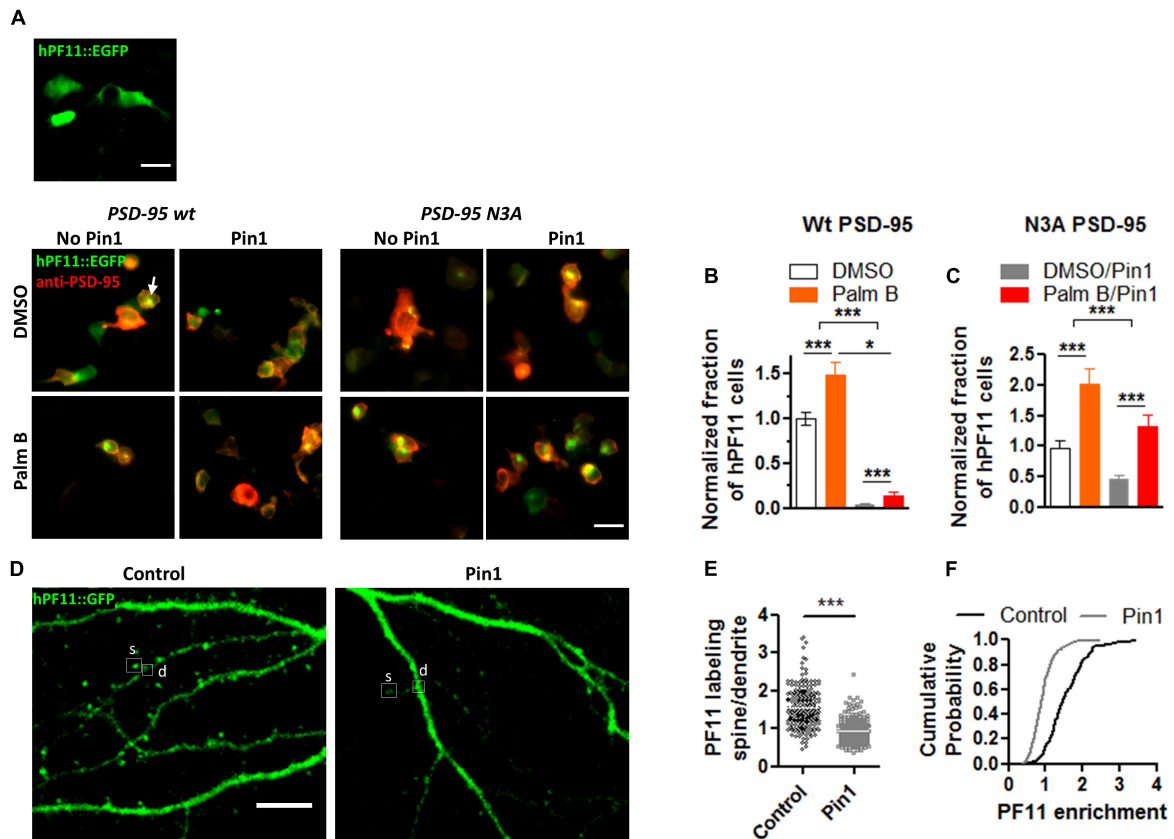 A
hPF11::EGFP
PSD-95 wt
PSD-95 N3A
No Pin1
Pin1
No Pin1
Pin1
hPF11::EGFP
anti-PSD-95
DMSO
Palm B
Wt PSD-95
N3A PSD-95
B
DMSO
Palm B
C
DMSO/Pin1
Palm B/Pin1
Normalized fraction
of hPF11 cells
***
***
*
***
1.5
1.0
0.5
0.0
Normalized fraction
of hPF11 cells
***
***
***
2.5
2.0
1.5
1.0
0.5
0.0
D
Control
Pin1
hPF11::GFP
s
d
s
d
E
PF11 labeling
spine/dendrite
***
4
3
2
1
0
Control
Pin1
F
Control
Pin1
Cumulative
Probability
1.0
0.8
0.6
0.4
0.2
0.0
0 1 2 3 4
PF11 enrichment